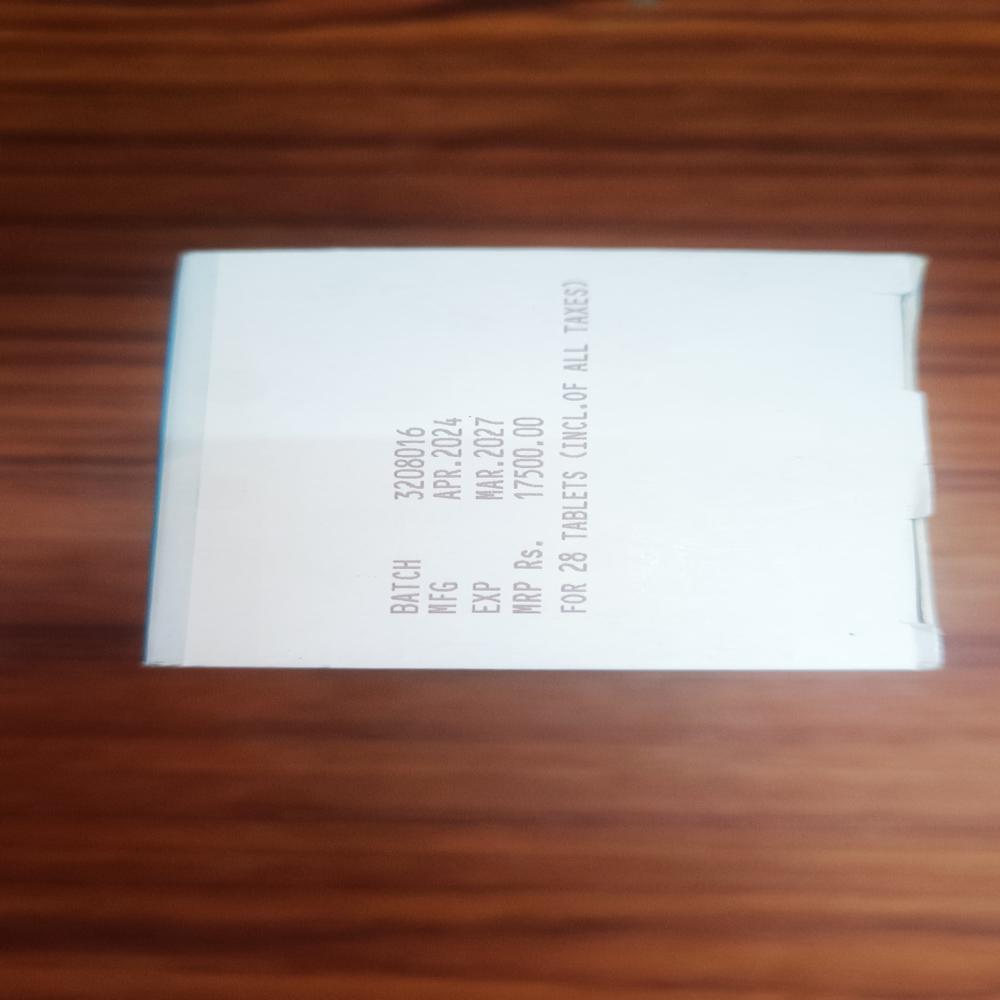 BATCH 3208016
MFG APR.2024
EXP MAR.2027
MRP Rs. 17500.00
FOR 28 TABLETS (INCL.OF ALL TAXES)